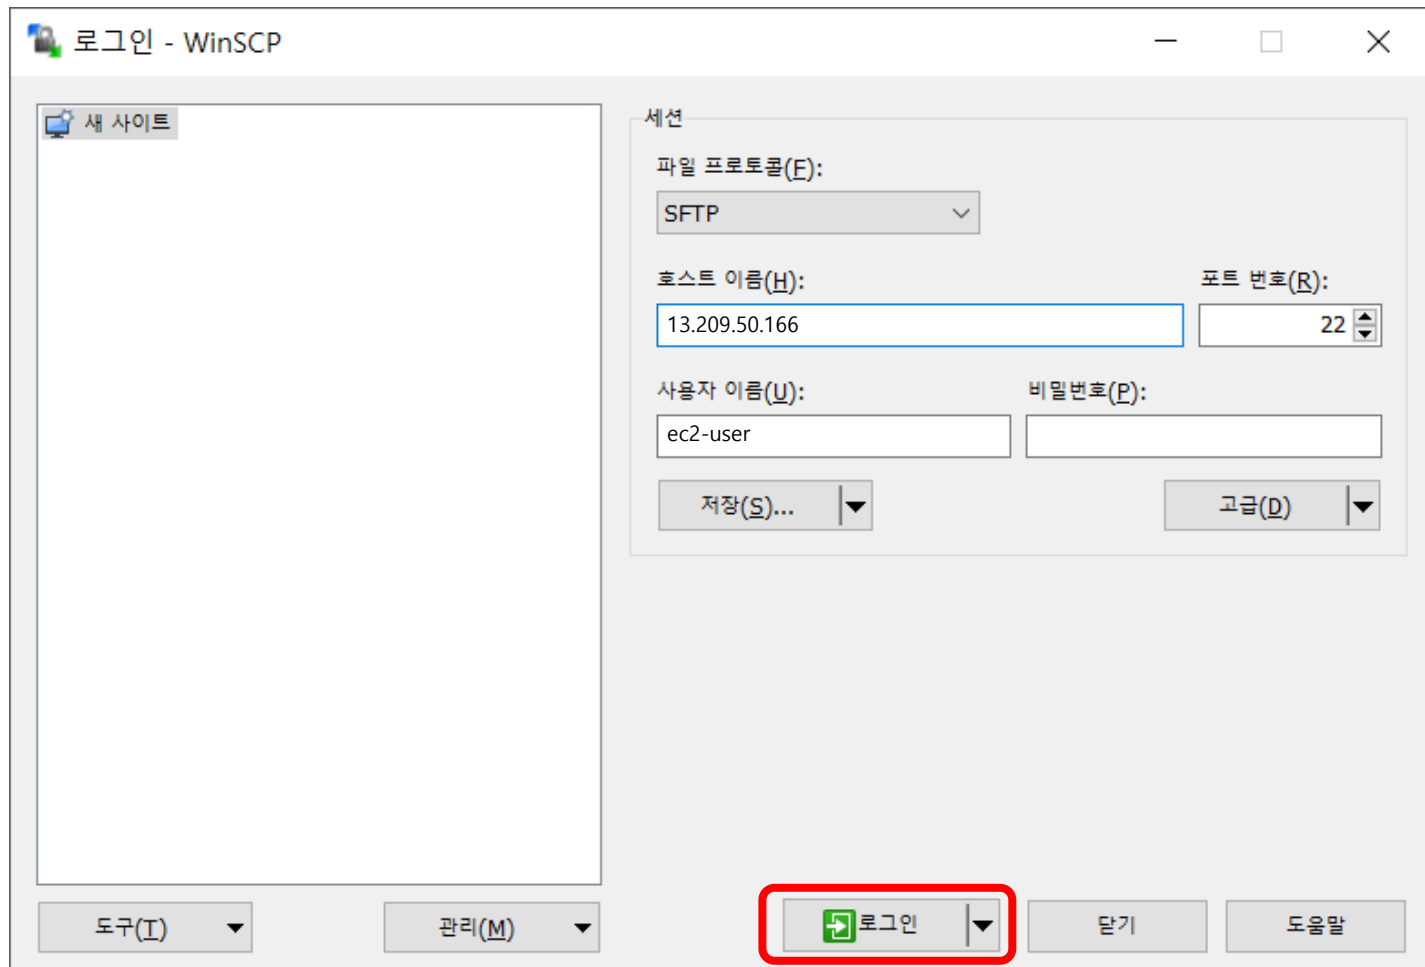 로그인 - WinSCP
새 사이트
세션
파일 프로토콜(F):
SFTP
호스트 이름(H):
포트 번호(R):
13.209.50.166
22
사용자 이름(U):
비밀번호(P):
ec2-user
저장(S)...
고급(D)
도구(T)
관리(M)
로그인
닫기
도움말